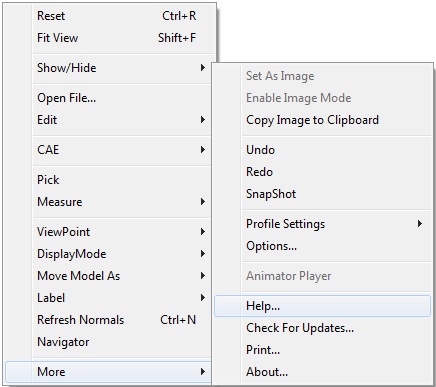 Reset Ctrl+R
Fit View Shift+F
Show/Hide
Open File...
Edit
CAE
Pick
Measure
ViewPoint
DisplayMode
Move Model As
Label
Refresh Normals Ctrl+N
Navigator
More
Set As Image
Enable Image Mode
Copy Image to Clipboard
Undo
Redo
SnapShot
Profile Settings
Options...
Animator Player
Help...
Check For Updates...
Print...
About...